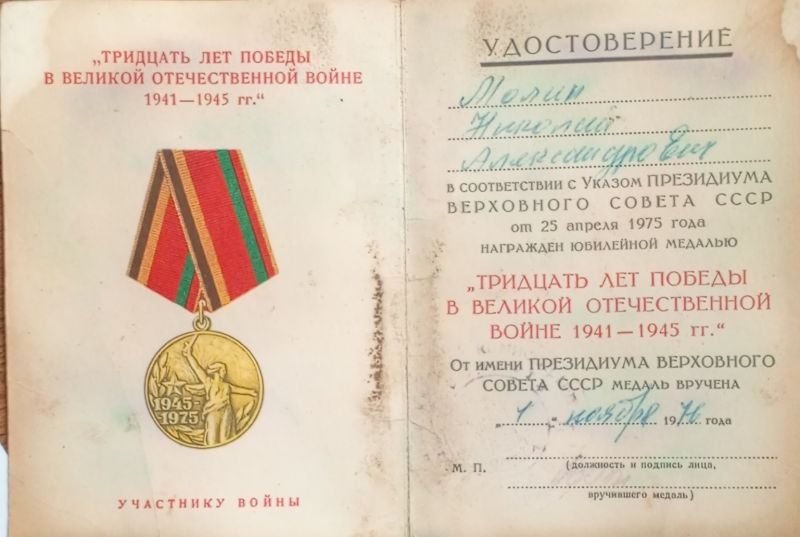 „ТРИДЦАТЬ ЛЕТ ПОБЕДЫ
В ВЕЛИКОЙ ОТЕЧЕСТВЕННОЙ ВОЙНЕ
1941—1945 гг.“
1945-
-1975
УЧАСТНИКУ ВОЙНЫ
УДОСТОВЕРЕНИЕ
Молин
Николай
Александрович
В СООТВЕТСТВИИ С УКАЗОМ ПРЕЗИДИУМА
ВЕРХОВНОГО СОВЕТА СССР
от 25 апреля 1975 года
НАГРАЖДЕН ЮБИЛЕЙНОЙ МЕДАЛЬЮ
„ТРИДЦАТЬ ЛЕТ ПОБЕДЫ
В ВЕЛИКОЙ ОТЕЧЕСТВЕННОЙ
ВОЙНЕ 1941—1945 гг.“
От имени ПРЕЗИДИУМА ВЕРХОВНОГО
СОВЕТА СССР МЕДАЛЬ ВРУЧЕНА
„1“ ноября 1976 года
М. П.
(должность и подпись лица,
вручившего медаль)